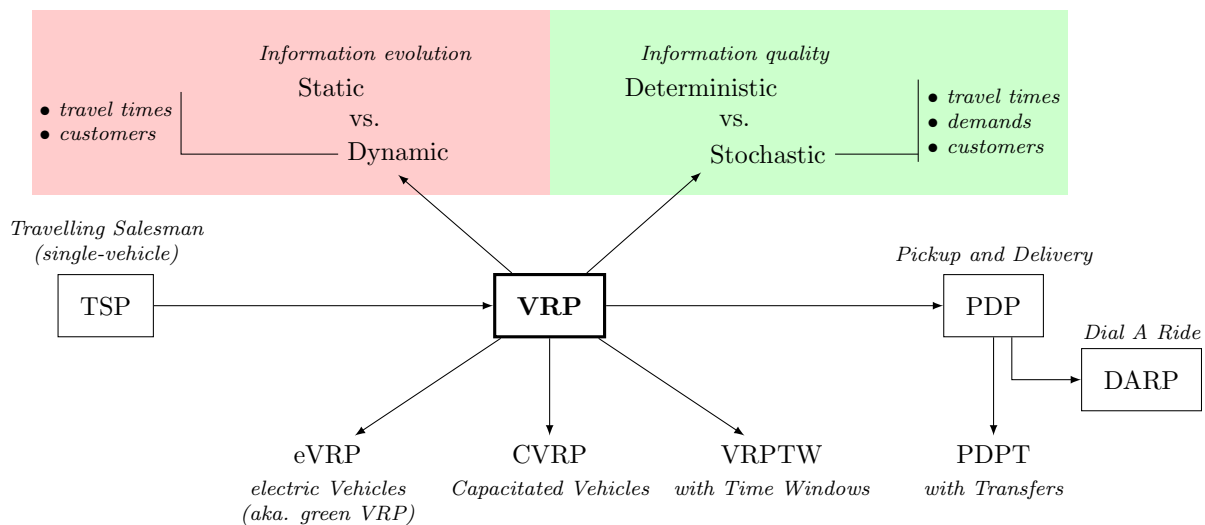 Information evolution
Static
vs.
Dynamic
• travel times
• customers
Information quality
Deterministic
vs.
Stochastic
• travel times
• demands
• customers
Travelling Salesman
(single-vehicle)
TSP
VRP
Pickup and Delivery
PDP
Dial A Ride
DARP
eVRP
electric Vehicles
(aka. green VRP)
CVRP
Capacitated Vehicles
VRPTW
with Time Windows
PDPT
with Transfers